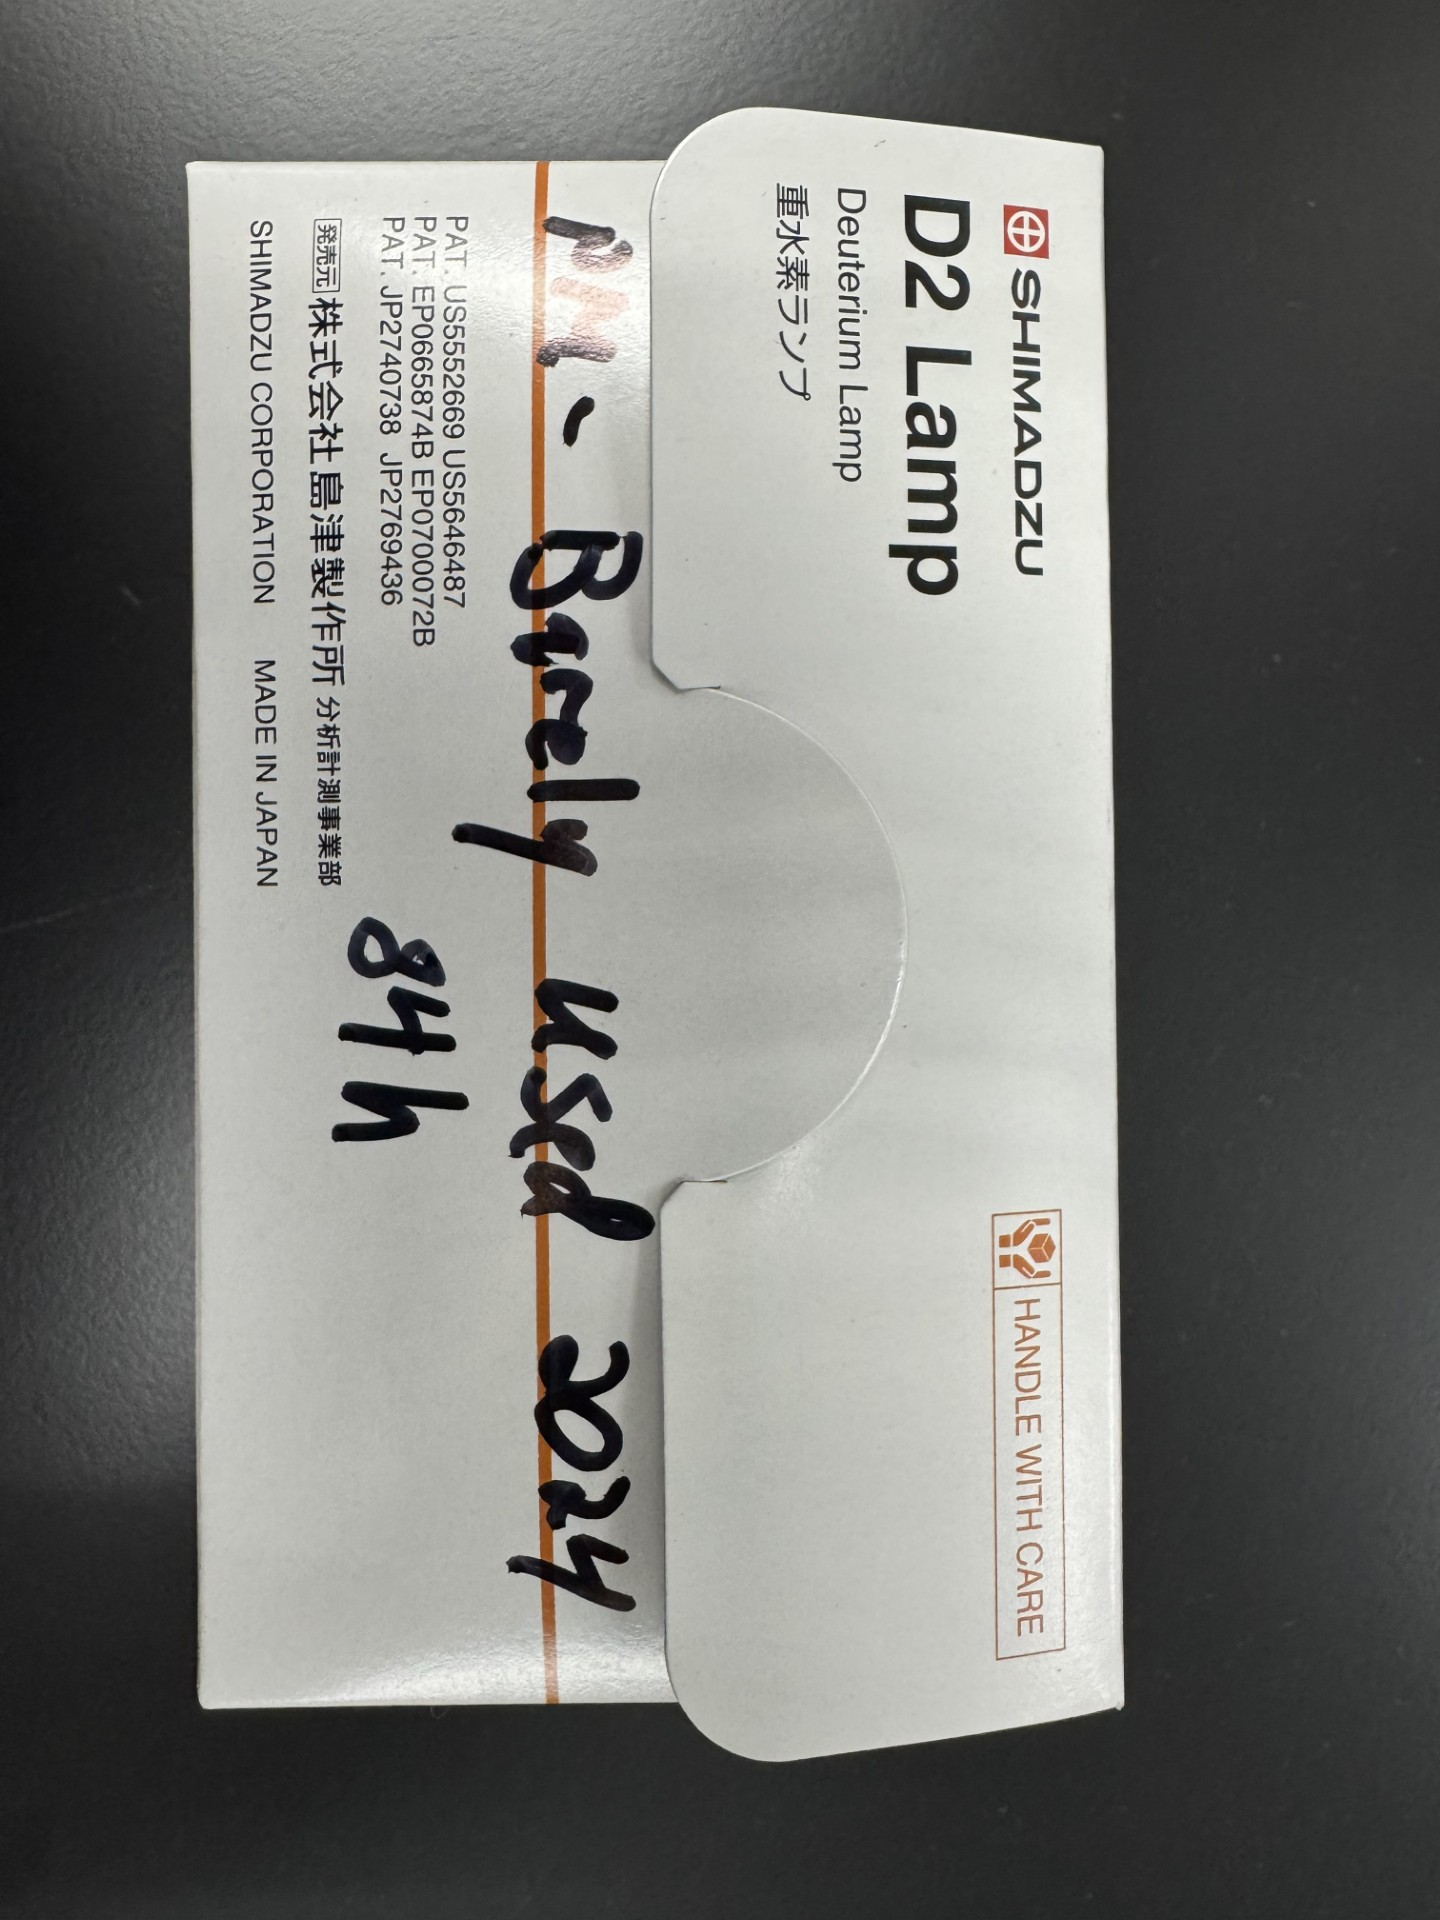 SHIMADZU
D2 Lamp
Deuterium Lamp
重水素ランプ
HANDLE WITH CARE
Barely used 2024
84h
PAT. US5552669 US5646487
PAT. EP0665874B EP0700072B
PAT. JP2740738 JP2769436
発売元 株式会社 島津製作所 分析計測事業部
SHIMADZU CORPORATION MADE IN JAPAN